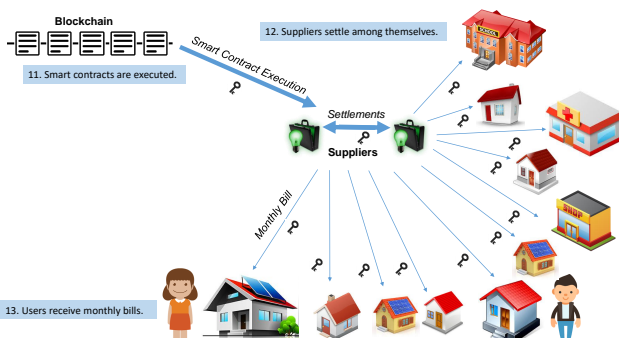 Blockchain
12. Suppliers settle among themselves.
SCHOOL
Smart Contract Execution
11. Smart contracts are executed.
Settlements
Suppliers
SHOP
Monthly Bill
13. Users receive monthly bills.